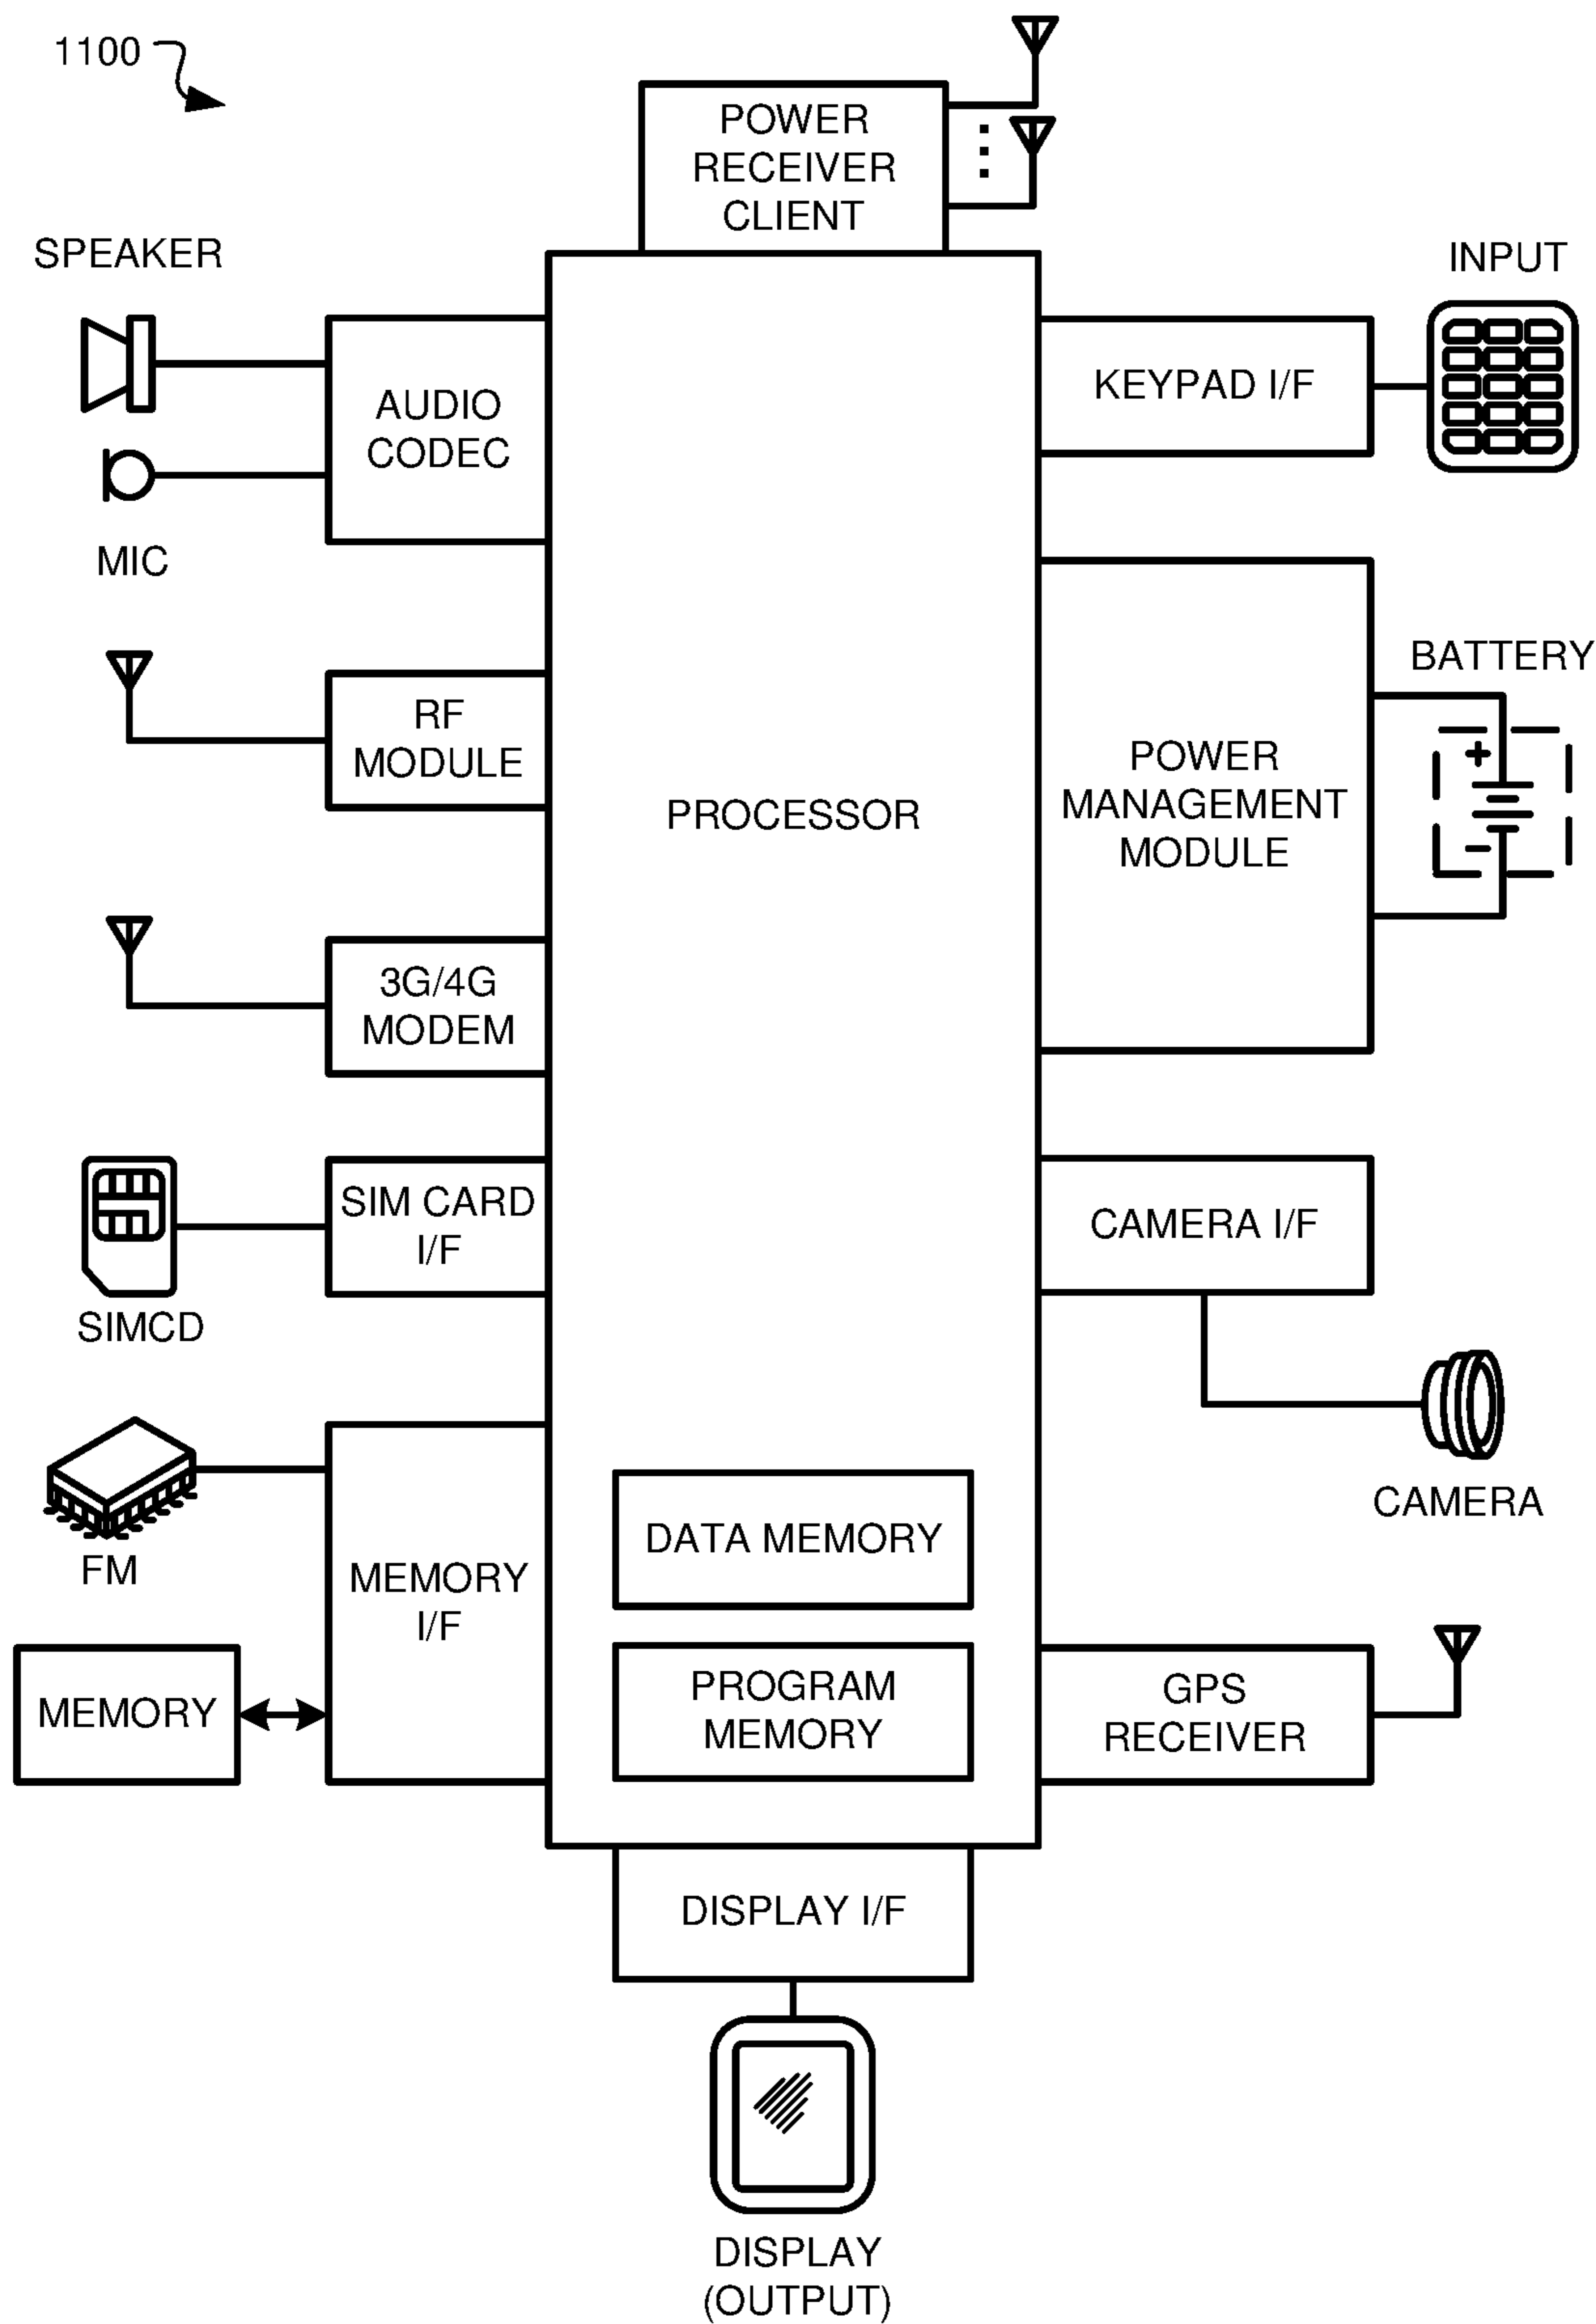 1100
POWER
RECEIVER
CLIENT
SPEAKER
INPUT
AUDIO
CODEC
KEYPAD I/F
MIC
BATTERY
+
-
RF
MODULE
PROCESSOR
POWER
MANAGEMENT
MODULE
3G/4G
MODEM
SIM CARD
I/F
SIMCD
CAMERA I/F
CAMERA
FM
MEMORY
I/F
MEMORY
DATA MEMORY
PROGRAM
MEMORY
GPS
RECEIVER
DISPLAY I/F
DISPLAY
(OUTPUT)